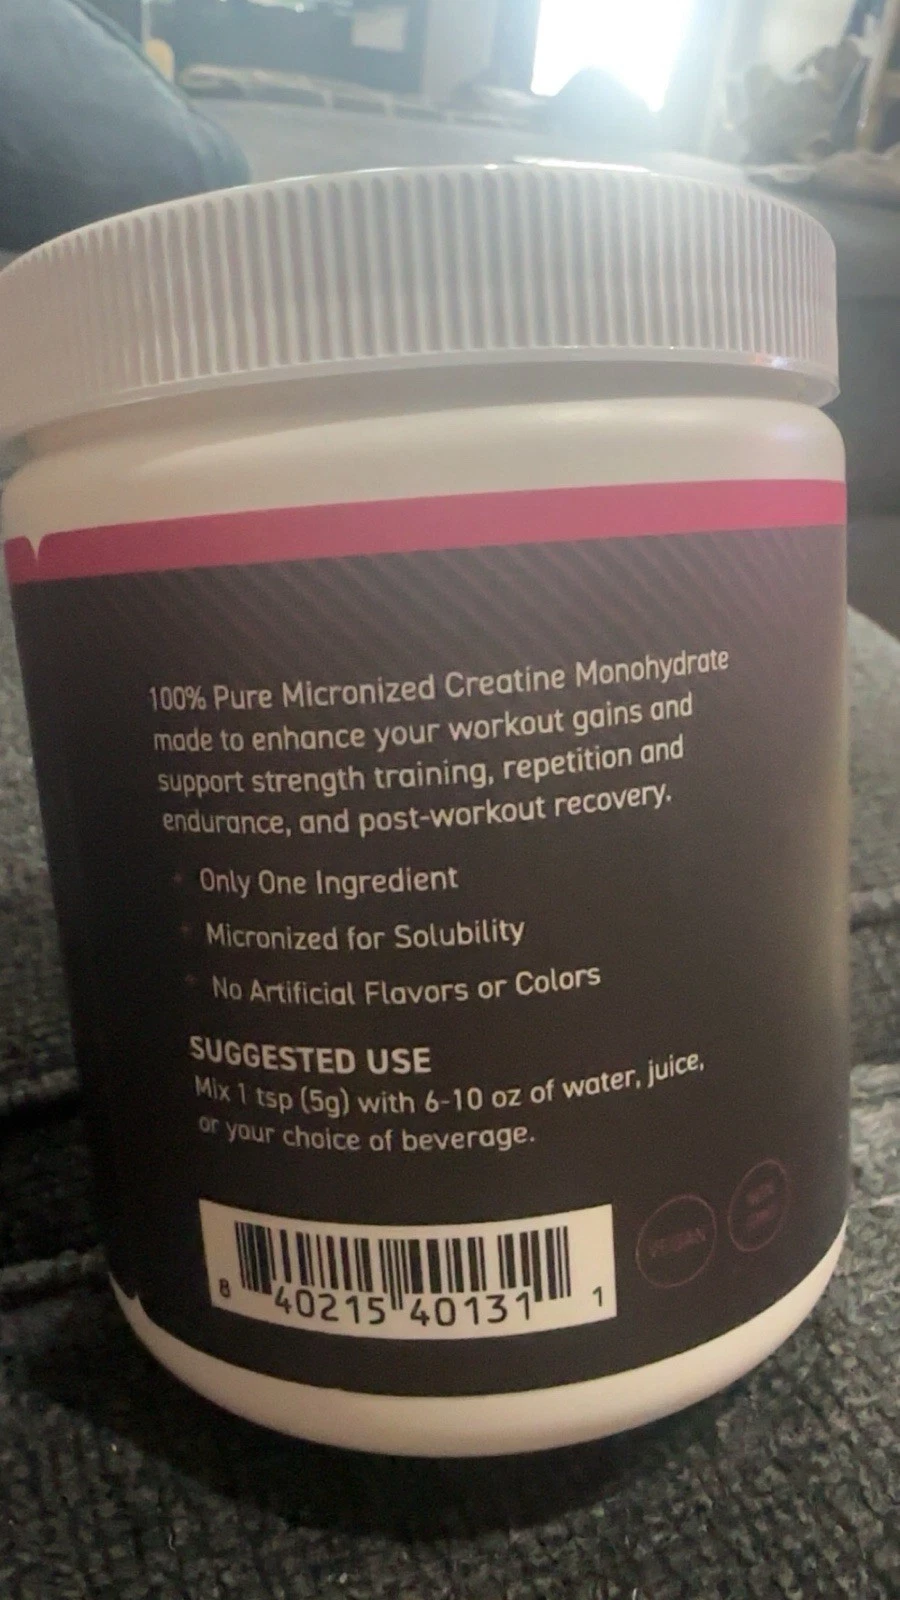 100% Pure Micronized Creatine Monohydrate
made to enhance your workout gains and
support strength training, repetition and
endurance, and post-workout recovery.
Only One Ingredient
Micronized for Solubility
No Artificial Flavors or Colors
SUGGESTED USE
Mix 1 tsp (5g) with 6-10 oz of water, juice,
or your choice of beverage.
VEGAN
8 40215 40131 1